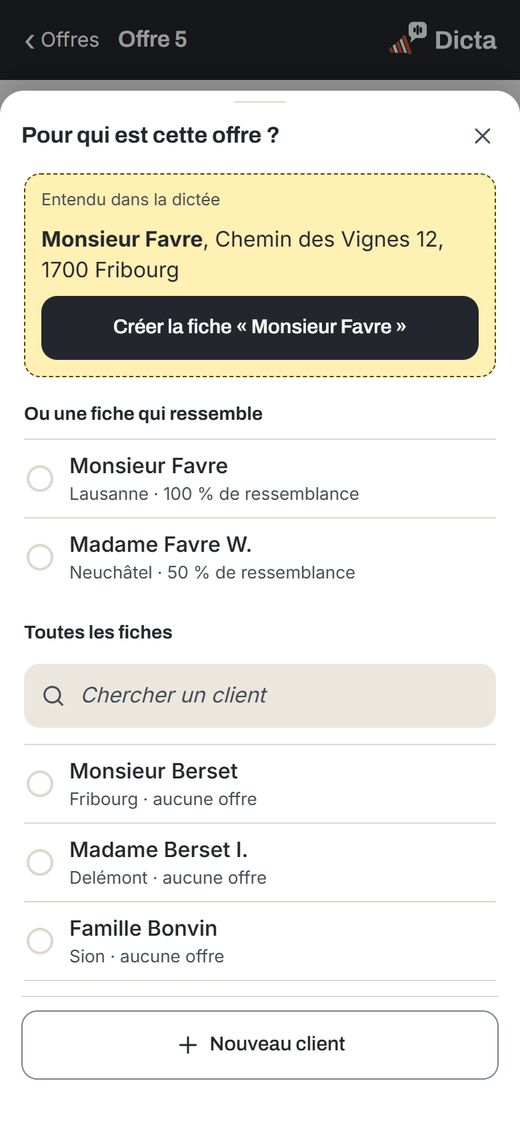 Offres Offre 5 Dicta
Pour qui est cette offre ?
Entendu dans la dictée
Monsieur Favre, Chemin des Vignes 12,
1700 Fribourg
Créer la fiche « Monsieur Favre »
Ou une fiche qui ressemble
Monsieur Favre
Lausanne · 100 % de ressemblance
Madame Favre W.
Neuchâtel · 50 % de ressemblance
Toutes les fiches
Chercher un client
Monsieur Berset
Fribourg · aucune offre
Madame Berset I.
Delémont · aucune offre
Famille Bonvin
Sion · aucune offre
Nouveau client